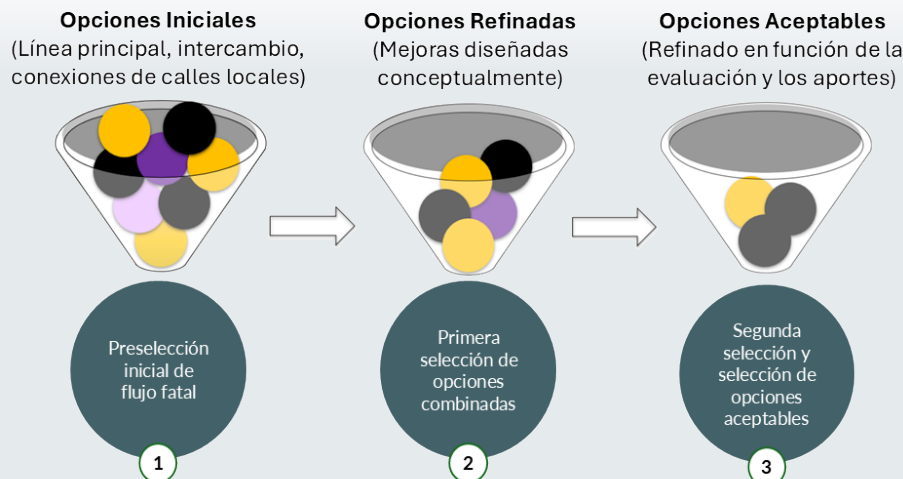 Opciones Iniciales
(Línea principal, intercambio,
conexiones de calles locales)
Opciones Refinadas
(Mejoras diseñadas
conceptualmente)
Opciones Aceptables
(Refinado en función de la
evaluación y los aportes)
Preselección
inicial de
flujo fatal
1
Primera
selección de
opciones
combinadas
2
Segunda
selección y
selección de
opciones
aceptables
3